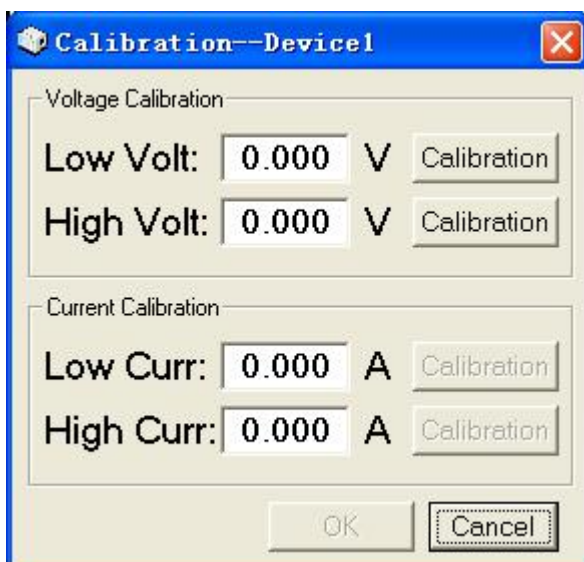 Calibration--Device1
Voltage Calibration
Low Volt: 0.000 V Calibration
High Volt: 0.000 V Calibration
Current Calibration
Low Curr: 0.000 A Calibration
High Curr: 0.000 A Calibration
OK Cancel